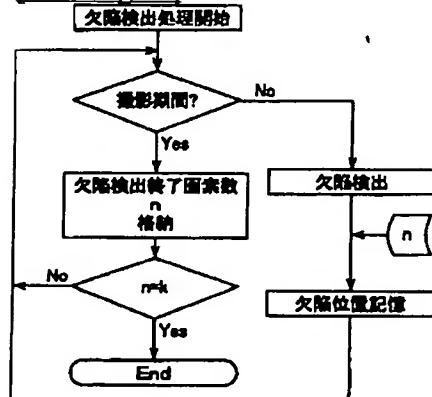 欠陥検出処理開始
撮影期間?
No
Yes
欠陥検出終了画素数
n
格納
欠陥検出
n
No
n=k
欠陥位置記憶
Yes
End